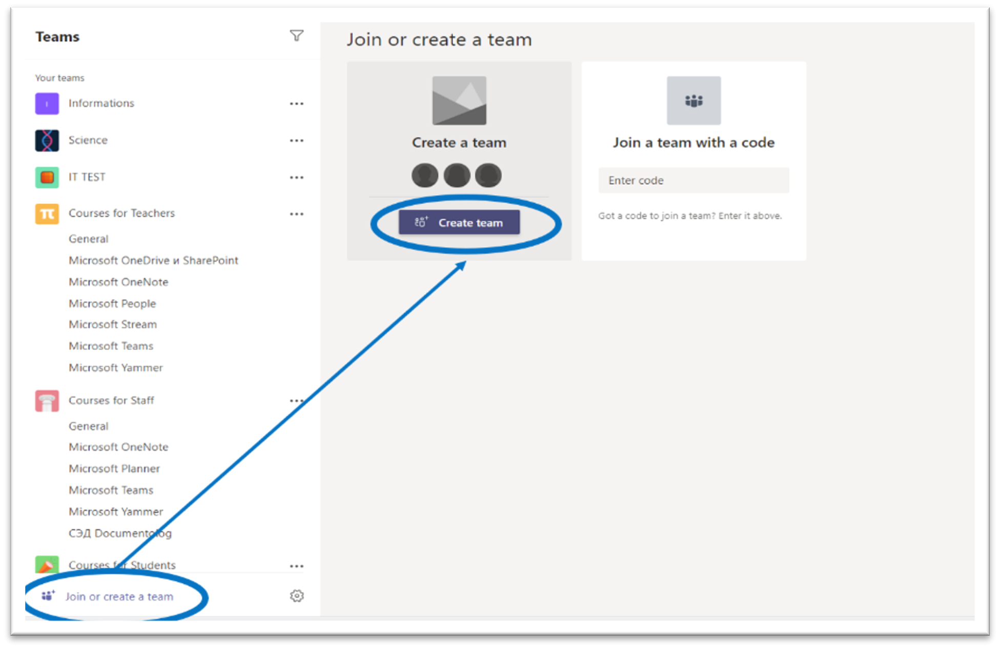 Teams
Your teams
I
Informations
Science
IT TEST
Courses for Teachers
General
Microsoft OneDrive и SharePoint
Microsoft OneNote
Microsoft People
Microsoft Stream
Microsoft Teams
Microsoft Yammer
Courses for Staff
General
Microsoft OneNote
Microsoft Planner
Microsoft Teams
Microsoft Yammer
СЭД Documentolog
Courses for Students
Join or create a team
Join or create a team
Create a team
Create team
Join a team with a code
Enter code
Got a code to join a team? Enter it above.